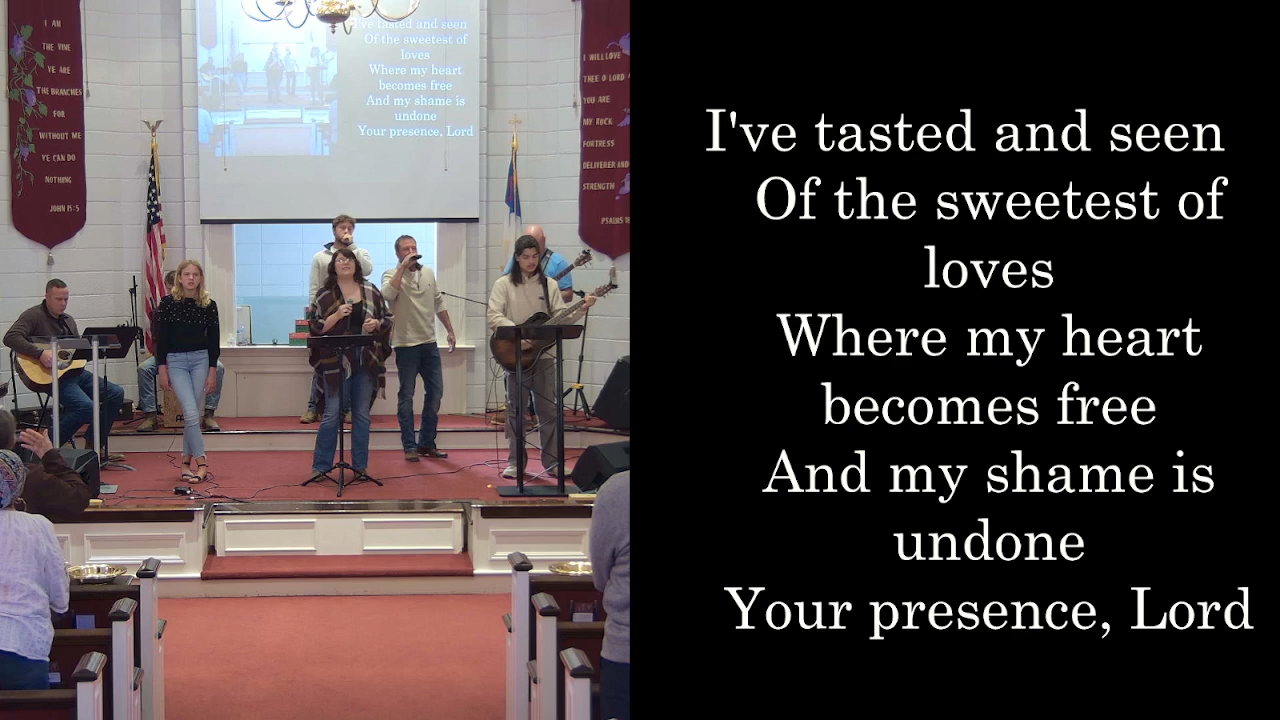 I AM
THE VINE
YE ARE
THE BRANCHES
FOR
WITHOUT ME
YE CAN DO
NOTHING
JOHN 15:5
I've tasted and seen
Of the sweetest of
loves
Where my heart
becomes free
And my shame is
undone
Your presence, Lord
I WILL LOVE
THEE O LORD
YOU ARE
MY ROCK
FORTRESS
DELIVERER AND
STRENGTH
PSALMS
I've tasted and seen
Of the sweetest of
loves
Where my heart
becomes free
And my shame is
undone
Your presence, Lord